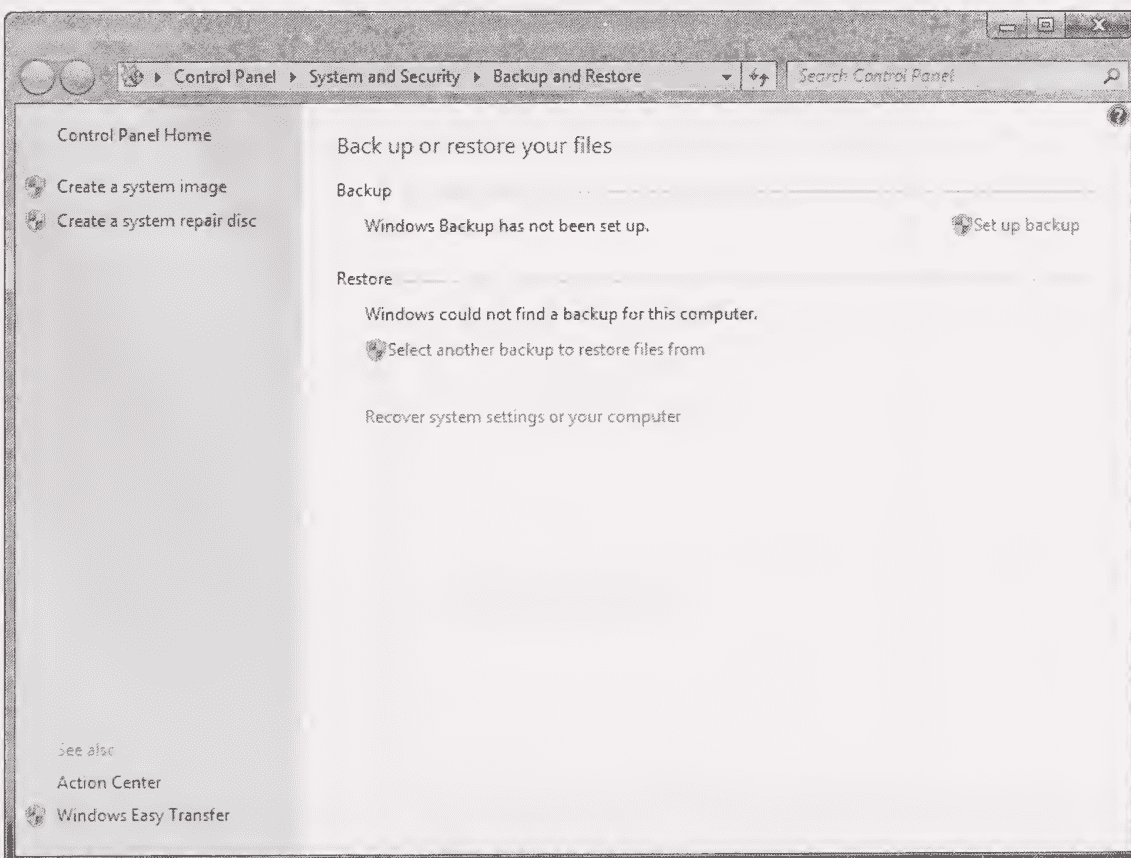 Control Panel ▸ System and Security ▸ Backup and Restore
Search Control Panel
Control Panel Home
Create a system image
Create a system repair disc
Back up or restore your files
Backup
Windows Backup has not been set up.
Set up backup
Restore
Windows could not find a backup for this computer.
Select another backup to restore files from
Recover system settings or your computer
See also
Action Center
Windows Easy Transfer